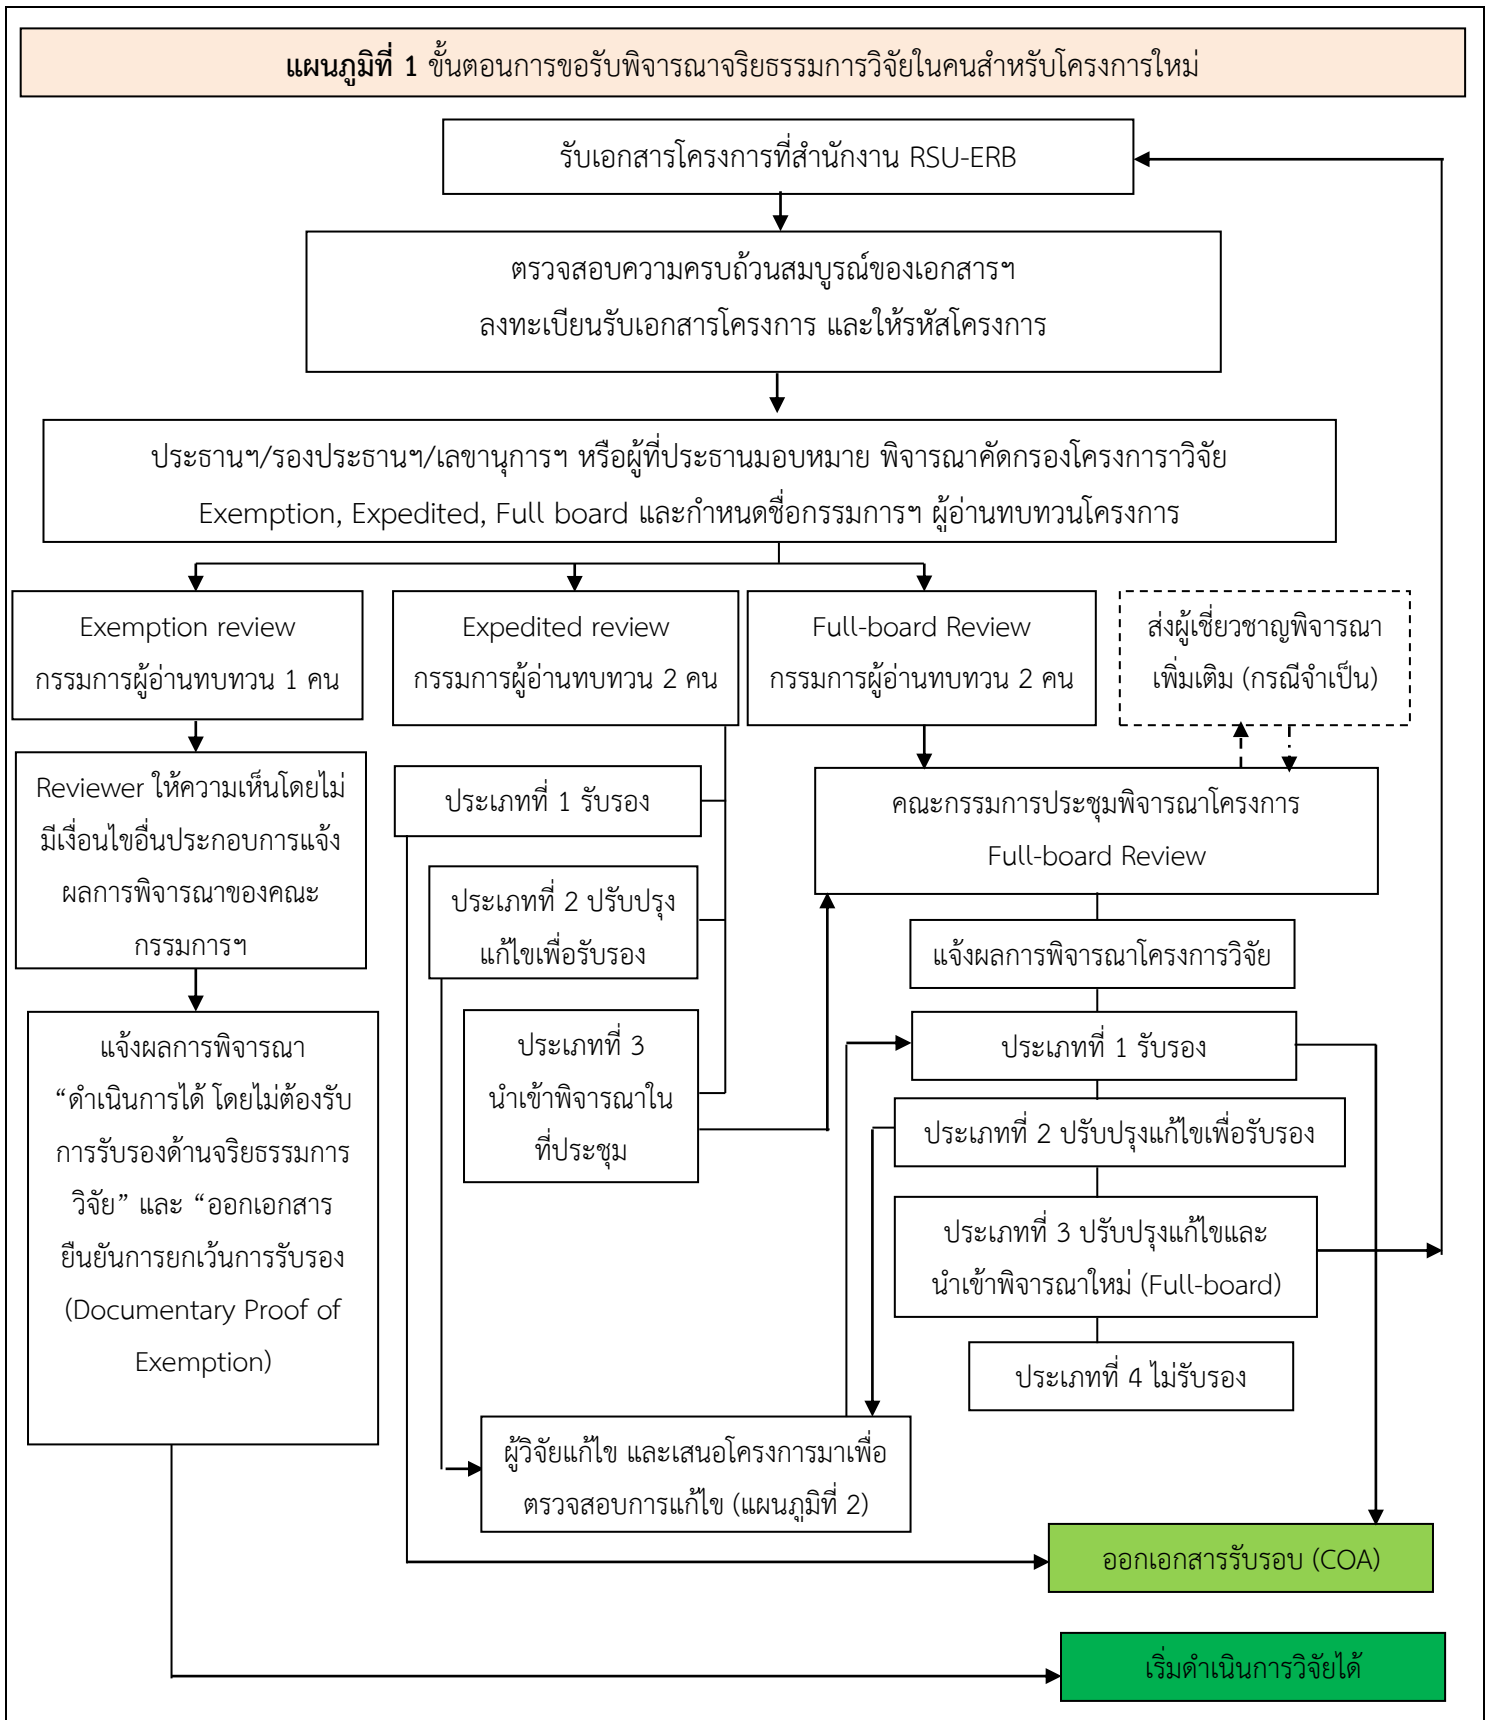 แผนภูมิที่ 1 ขั้นตอนการขอรับพิจารณาจริยธรรมการวิจัยในคนสำหรับโครงการใหม่
รับเอกสารโครงการที่สำนักงาน RSU-ERB
ตรวจสอบความครบถ้วนสมบูรณ์ของเอกสารฯ
ลงทะเบียนรับเอกสารโครงการ และให้รหัสโครงการ
ประธานฯ/รองประธานฯ/เลขานุการฯ หรือผู้ที่ประธานมอบหมาย พิจารณาคัดกรองโครงการาวิจัย
Exemption, Expedited, Full board และกำหนดชื่อกรรมการฯ ผู้อ่านทบทวนโครงการ
Exemption review
กรรมการผู้อ่านทบทวน 1 คน
Expedited review
กรรมการผู้อ่านทบทวน 2 คน
Full-board Review
กรรมการผู้อ่านทบทวน 2 คน
ส่งผู้เชี่ยวชาญพิจารณา
เพิ่มเติม (กรณีจำเป็น)
Reviewer ให้ความเห็นโดยไม่
มีเงื่อนไขอื่นประกอบการแจ้ง
ผลการพิจารณาของคณะ
กรรมการฯ
แจ้งผลการพิจารณา
“ดำเนินการได้ โดยไม่ต้องรับ
การรับรองด้านจริยธรรมการ
วิจัย” และ “ออกเอกสาร
ยืนยันการยกเว้นการรับรอง
(Documentary Proof of
Exemption)
ประเภทที่ 1 รับรอง
ประเภทที่ 2 ปรับปรุง
แก้ไขเพื่อรับรอง
ประเภทที่ 3
นำเข้าพิจารณาใน
ที่ประชุม
คณะกรรมการประชุมพิจารณาโครงการ
Full-board Review
แจ้งผลการพิจารณาโครงการวิจัย
ประเภทที่ 1 รับรอง
ประเภทที่ 2 ปรับปรุงแก้ไขเพื่อรับรอง
ประเภทที่ 3 ปรับปรุงแก้ไขและ
นำเข้าพิจารณาใหม่ (Full-board)
ประเภทที่ 4 ไม่รับรอง
ผู้วิจัยแก้ไข และเสนอโครงการมาเพื่อ
ตรวจสอบการแก้ไข (แผนภูมิที่ 2)
ออกเอกสารรับรอบ (COA)
เริ่มดำเนินการวิจัยได้